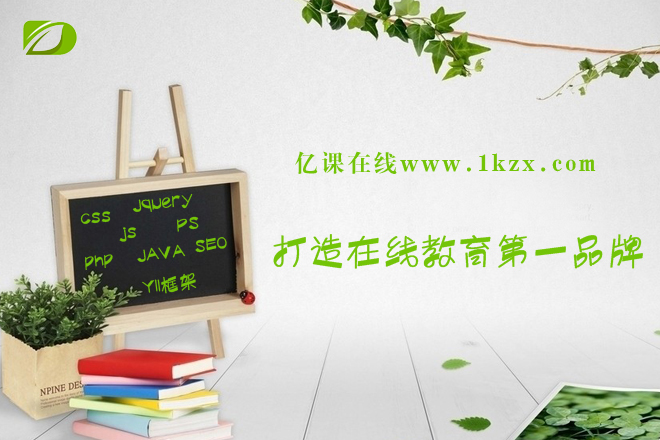 亿课在线www.1kzx.com
css
jquery
js
PS
php
JAVA
SEO
YII框架
打造在线教育第一品牌
NPINE DES